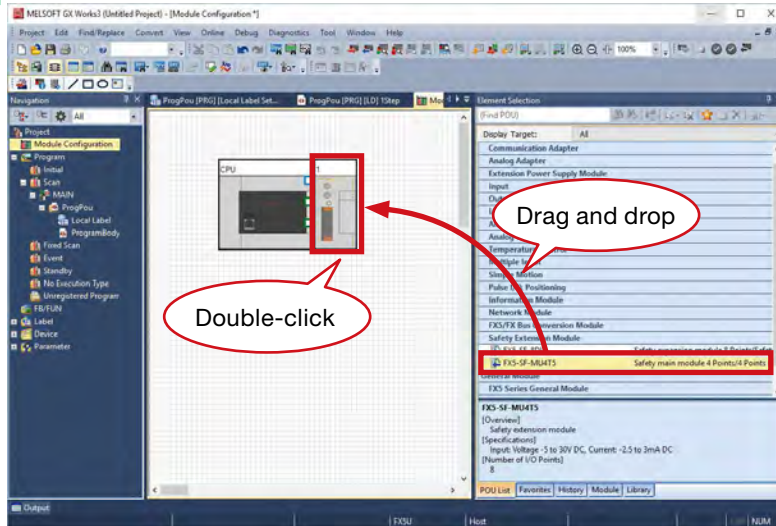 MELSOFT GX Works3 (Untitled Project) - [Module Configuration *]
Project Edit Find/Replace Convert View Online Debug Diagnostics Tool Window Help
100%
Navigation
ProgPou [PRG] [Local Label Set...
ProgPou [PRG] [LD] 1Step
Element Selection
All
(Find POU)
Display Target: All
Project
Module Configuration
Program
Initial
Scan
MAIN
ProgPou
Local Label
ProgramBody
Fixed Scan
Event
Standby
No Execution Type
Unregistered Program
FB/FUN
Label
Device
Parameter
CPU
1
Double-click
Drag and drop
Communication Adapter
Analog Adapter
Extension Power Supply Module
Input
Simple Motion
Positioning
Information Module
Network Module
FX5/FX Bus Conversion Module
Safety Extension Module
FX5-SF-MU4T5 Safety main module 4 Points/4 Points
General Module
FX5 Series General Module
FX5-SF-MU4T5
[Overview]
Safety extension module
[Specifications]
Input: Voltage -5 to 30V DC, Current: -2.5 to 3mA DC
[Number of I/O Points]
8
POU List Favorites History Module Library
Output
FX5U
Host
NUM